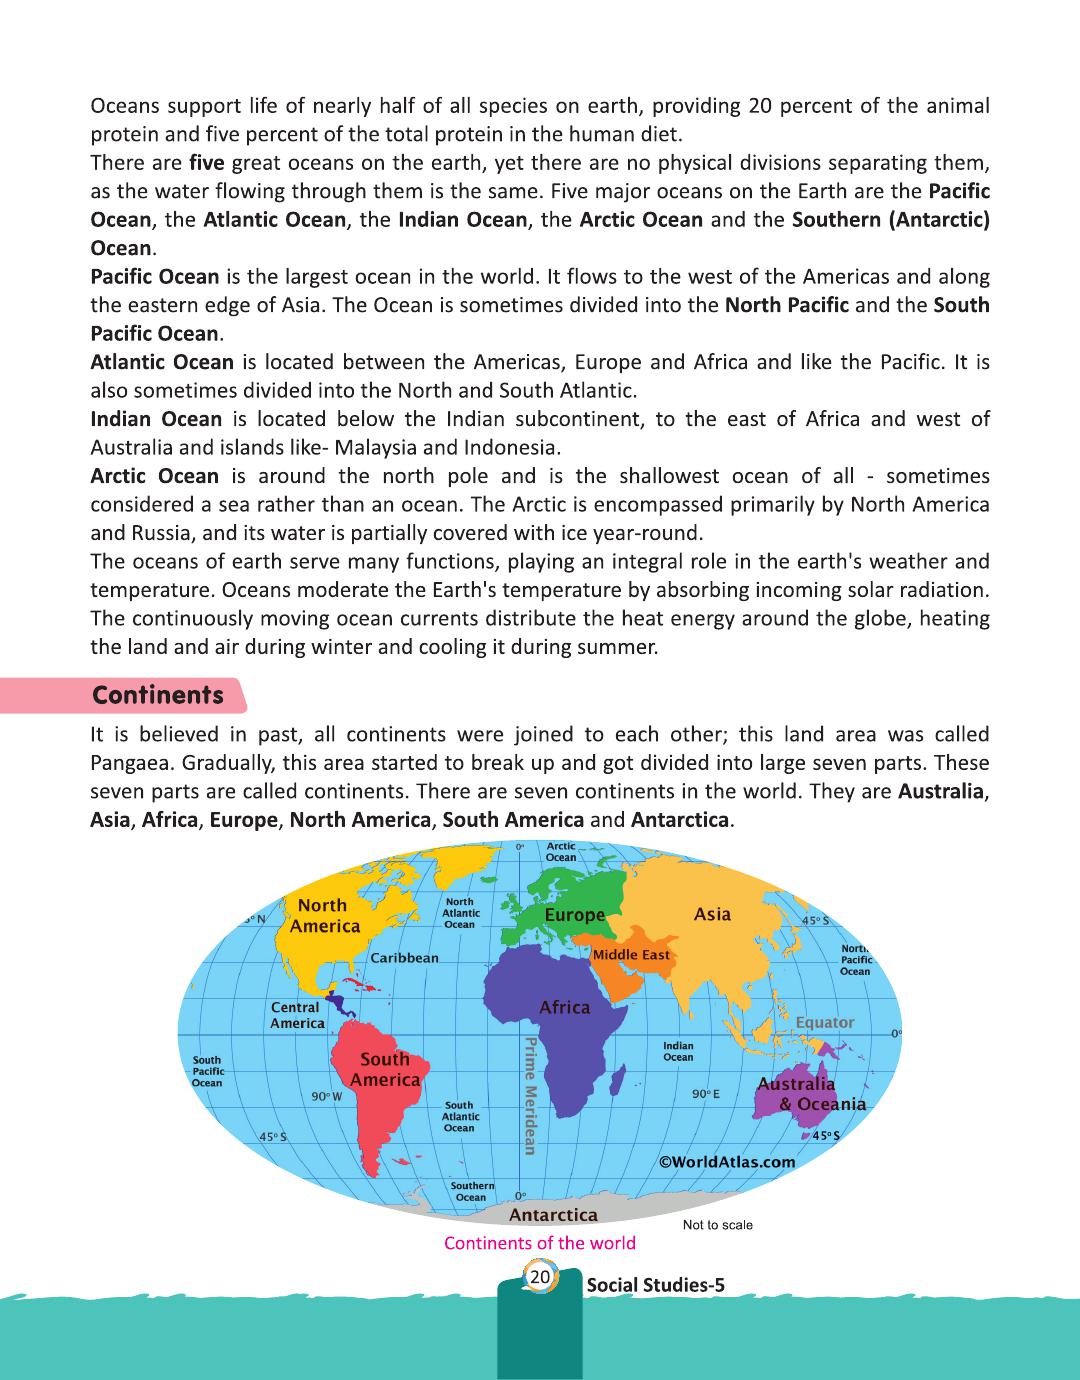 Oceans support life of nearly half of all species on earth, providing 20 percent of the animal
protein and five percent of the total protein in the human diet.
There are five great oceans on the earth, yet there are no physical divisions separating them,
as the water flowing through them is the same. Five major oceans on the Earth are the Pacific
Ocean, the Atlantic Ocean, the Indian Ocean, the Arctic Ocean and the Southern (Antarctic)
Ocean.
Pacific Ocean is the largest ocean in the world. It flows to the west of the Americas and along
the eastern edge of Asia. The Ocean is sometimes divided into the North Pacific and the South
Pacific Ocean.
Atlantic Ocean is located between the Americas, Europe and Africa and like the Pacific. It is
also sometimes divided into the North and South Atlantic.
Indian Ocean is located below the Indian subcontinent, to the east of Africa and west of
Australia and islands like- Malaysia and Indonesia.
Arctic Ocean is around the north pole and is the shallowest ocean of all - sometimes
considered a sea rather than an ocean. The Arctic is encompassed primarily by North America
and Russia, and its water is partially covered with ice year-round.
The oceans of earth serve many functions, playing an integral role in the earth's weather and
temperature. Oceans moderate the Earth's temperature by absorbing incoming solar radiation.
The continuously moving ocean currents distribute the heat energy around the globe, heating
the land and air during winter and cooling it during summer.
Continents
It is believed in past, all continents were joined to each other; this land area was called
Pangaea. Gradually, this area started to break up and got divided into large seven parts. These
seven parts are called continents. There are seven continents in the world. They are Australia,
Asia, Africa, Europe, North America, South America and Antarctica.
0°
Arctic
Ocean
North
America
North
Atlantic
Ocean
Europe
Asia
5° N
45° S
Caribbean
Middle East
North
Pacific
Ocean
Central
America
Africa
Equator
0°
South
Pacific
Ocean
South
America
Prime Meridean
Indian
Ocean
90° W
90° E
Australia
& Oceania
South
Atlantic
Ocean
45° S
45° S
©WorldAtlas.com
Southern
Ocean
0°
Antarctica
Not to scale
Continents of the world
20
Social Studies-5